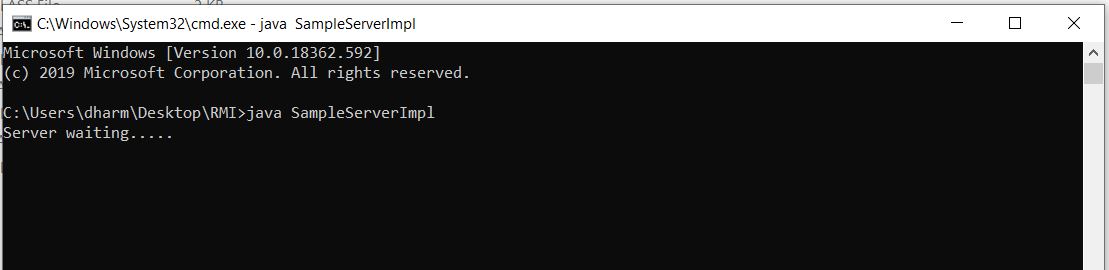 C:\Windows\System32\cmd.exe - java  SampleServerImpl
Microsoft Windows [Version 10.0.18362.592]
(c) 2019 Microsoft Corporation. All rights reserved.
C:\Users\dharm\Desktop\RMI>java SampleServerImpl
Server waiting.....